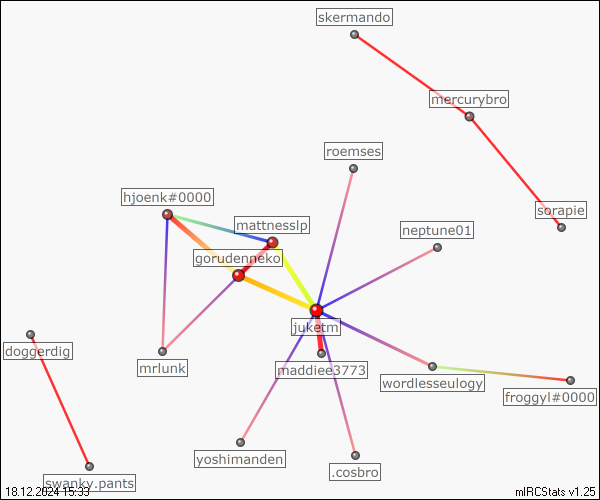 skermando
mercurybro
roemses
hjoenk#0000
sorapie
mattnesslp
neptune01
gorudenneko
juketm
doggerdig
mrlunk
maddiee3773
wordlesseulogy
froggyl#0000
yoshimanden
.cosbro
swanky.pants
18.12.2024 15:33
mIRCStats v1.25